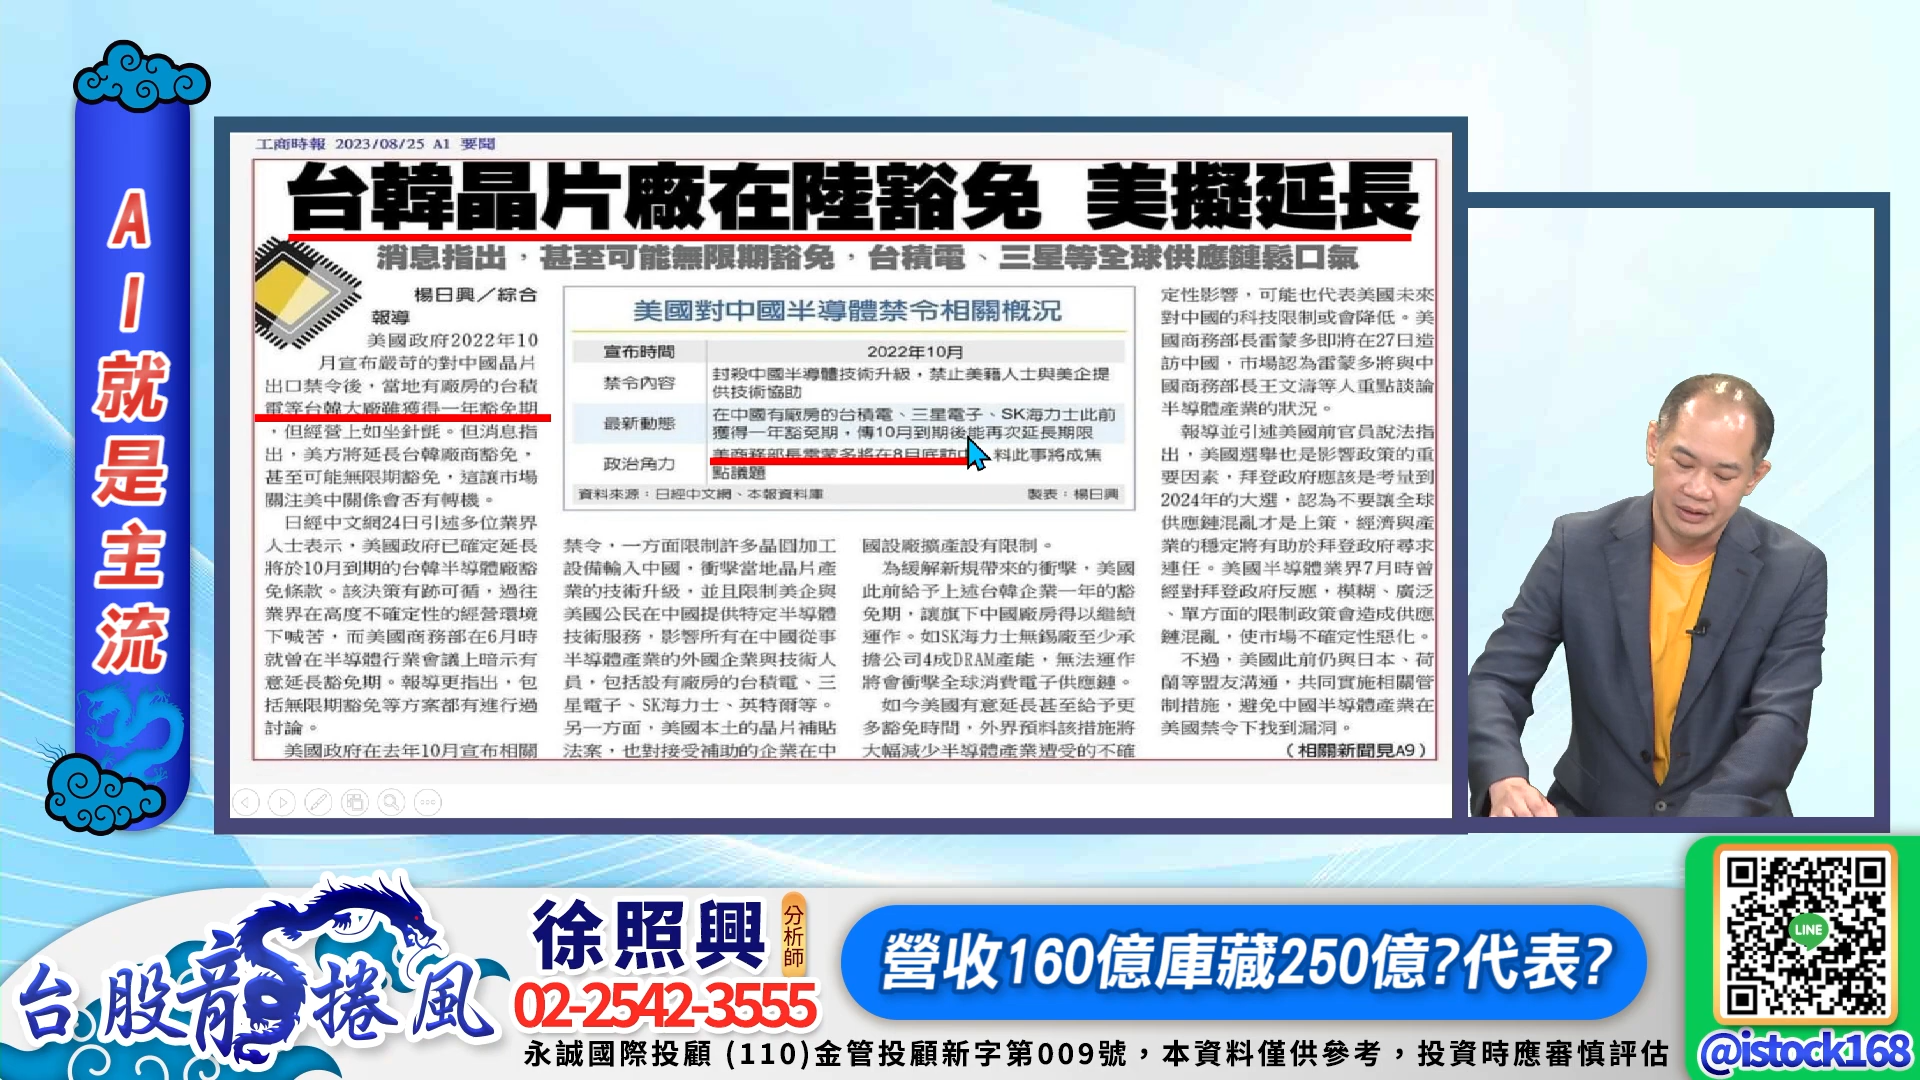 AI就是主流
工商時報 2023/08/25 A1 要聞
台韓晶片廠在陸豁免 美擬延長
消息指出，甚至可能無限期豁免，台積電、三星等全球供應鏈鬆口氣
楊日興／綜合
報導
美國政府2022年10
月宣布嚴苛的對中國晶片
出口禁令後，當地有廠房的台積
電等台韓大廠雖獲得一年豁免期
，但經營上如坐針氈。但消息指
出，美方將延長台韓廠商豁免，
甚至可能無限期豁免，這讓市場
關注美中關係會否有轉機。
日經中文網24日引述多位業界
人士表示，美國政府已確定延長
將於10月到期的台韓半導體廠豁
免條款。該決策有跡可循，過往
業界在高度不確定性的經營環境
下喊苦，而美國商務部在6月時
就曾在半導體行業會議上暗示有
意延長豁免期。報導更指出，包
括無限期豁免等方案都有進行過
討論。
美國政府在去年10月宣布相關
美國對中國半導體禁令相關概況
宣布時間 2022年10月
禁令內容 封殺中國半導體技術升級，禁止美籍人士與美企提
供技術協助
最新動態 在中國有廠房的台積電、三星電子、SK海力士此前
獲得一年豁免期，傳10月到期後能再次延長期限
政治角力 美商務部長雷蒙多將在8月底訪中，料此事將成焦
點議題
資料來源：日經中文網、本報資料庫 製表：楊日興
禁令，一方面限制許多晶圓加工
設備輸入中國，衝擊當地晶片產
業的技術升級，並且限制美企與
美國公民在中國提供特定半導體
技術服務，影響所有在中國從事
半導體產業的外國企業與技術人
員，包括設有廠房的台積電、三
星電子、SK海力士、英特爾等。
另一方面，美國本土的晶片補貼
法案，也對接受補助的企業在中
國設廠擴產設有限制。
為緩解新規帶來的衝擊，美國
此前給予上述台韓企業一年的豁
免期，讓旗下中國廠房得以繼續
運作。如SK海力士無錫廠至少承
擔公司4成DRAM產能，無法運作
將會衝擊全球消費電子供應鏈。
如今美國有意延長甚至給予更
多豁免時間，外界預料該措施將
大幅減少半導體產業遭受的不確
定性影響，可能也代表美國未來
對中國的科技限制或會降低。美
國商務部長雷蒙多即將在27日造
訪中國，市場認為雷蒙多將與中
國商務部長王文濤等人重點談論
半導體產業的狀況。
報導並引述美國前官員說法指
出，美國選舉也是影響政策的重
要因素，拜登政府應該是考量到
2024年的大選，認為不要讓全球
供應鏈混亂才是上策，經濟與產
業的穩定將有助於拜登政府尋求
連任。美國半導體業界7月時曾
經對拜登政府反應，模糊、廣泛
、單方面的限制政策會造成供應
鏈混亂，使市場不確定性惡化。
不過，美國此前仍與日本、荷
蘭等盟友溝通，共同實施相關管
制措施，避免中國半導體產業在
美國禁令下找到漏洞。
（相關新聞見A9）
台股龍捲風
徐照興 分析師
02-2542-3555
營收160億庫藏250億?代表?
LINE
@istock168
永誠國際投顧 (110)金管投顧新字第009號，本資料僅供參考，投資時應審慎評估